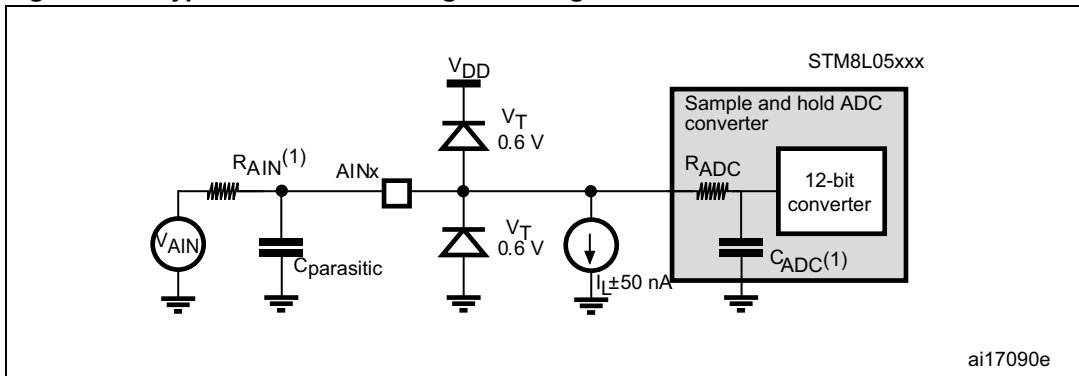 STM8L05xxx
VDD
Sample and hold ADC
converter
VT
0.6 V
RAIN(1)
AINx
RADC
12-bit
converter
VAIN
Cparasitic
VT
0.6 V
IL±50 nA
CADC(1)
ai17090e